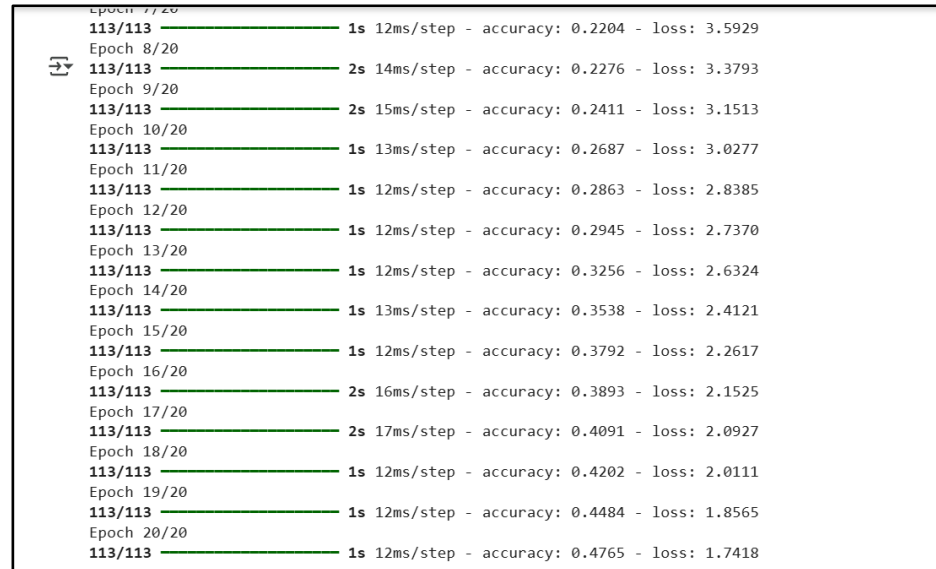 Epoch 7/20
113/113 ━━━━━━━━━━━━━━━━━━━━ 1s 12ms/step - accuracy: 0.2204 - loss: 3.5929
Epoch 8/20
113/113 ━━━━━━━━━━━━━━━━━━━━ 2s 14ms/step - accuracy: 0.2276 - loss: 3.3793
Epoch 9/20
113/113 ━━━━━━━━━━━━━━━━━━━━ 2s 15ms/step - accuracy: 0.2411 - loss: 3.1513
Epoch 10/20
113/113 ━━━━━━━━━━━━━━━━━━━━ 1s 13ms/step - accuracy: 0.2687 - loss: 3.0277
Epoch 11/20
113/113 ━━━━━━━━━━━━━━━━━━━━ 1s 12ms/step - accuracy: 0.2863 - loss: 2.8385
Epoch 12/20
113/113 ━━━━━━━━━━━━━━━━━━━━ 1s 12ms/step - accuracy: 0.2945 - loss: 2.7370
Epoch 13/20
113/113 ━━━━━━━━━━━━━━━━━━━━ 1s 12ms/step - accuracy: 0.3256 - loss: 2.6324
Epoch 14/20
113/113 ━━━━━━━━━━━━━━━━━━━━ 1s 13ms/step - accuracy: 0.3538 - loss: 2.4121
Epoch 15/20
113/113 ━━━━━━━━━━━━━━━━━━━━ 1s 12ms/step - accuracy: 0.3792 - loss: 2.2617
Epoch 16/20
113/113 ━━━━━━━━━━━━━━━━━━━━ 2s 16ms/step - accuracy: 0.3893 - loss: 2.1525
Epoch 17/20
113/113 ━━━━━━━━━━━━━━━━━━━━ 2s 17ms/step - accuracy: 0.4091 - loss: 2.0927
Epoch 18/20
113/113 ━━━━━━━━━━━━━━━━━━━━ 1s 12ms/step - accuracy: 0.4202 - loss: 2.0111
Epoch 19/20
113/113 ━━━━━━━━━━━━━━━━━━━━ 1s 12ms/step - accuracy: 0.4484 - loss: 1.8565
Epoch 20/20
113/113 ━━━━━━━━━━━━━━━━━━━━ 1s 12ms/step - accuracy: 0.4765 - loss: 1.7418